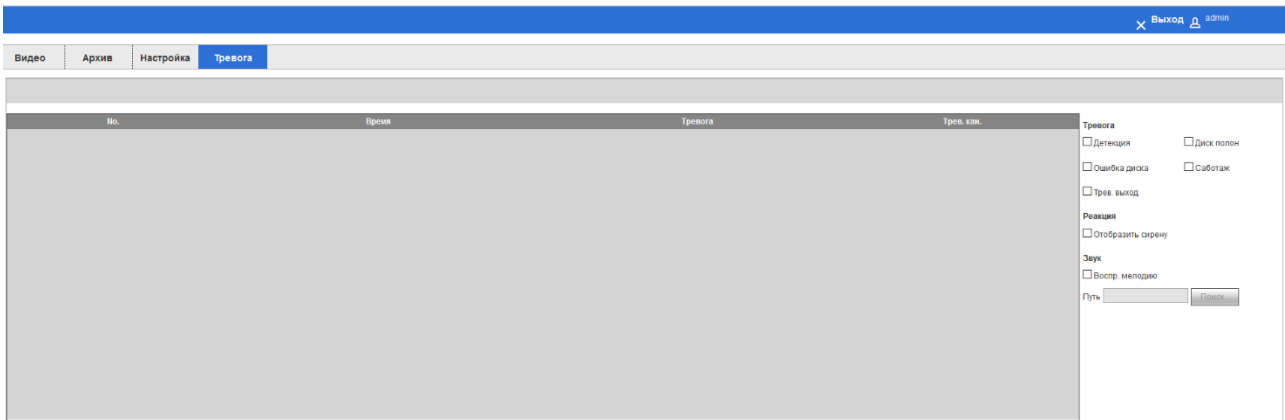 Выход admin
Видео Архив Настройка Тревога
No. Время Тревога Трев. кан.
Тревога
Детекция Диск полон
Ошибка диска Саботаж
Трев. выход
Реакция
Отобразить сирену
Звук
Воспр. мелодию
Путь Поиск...